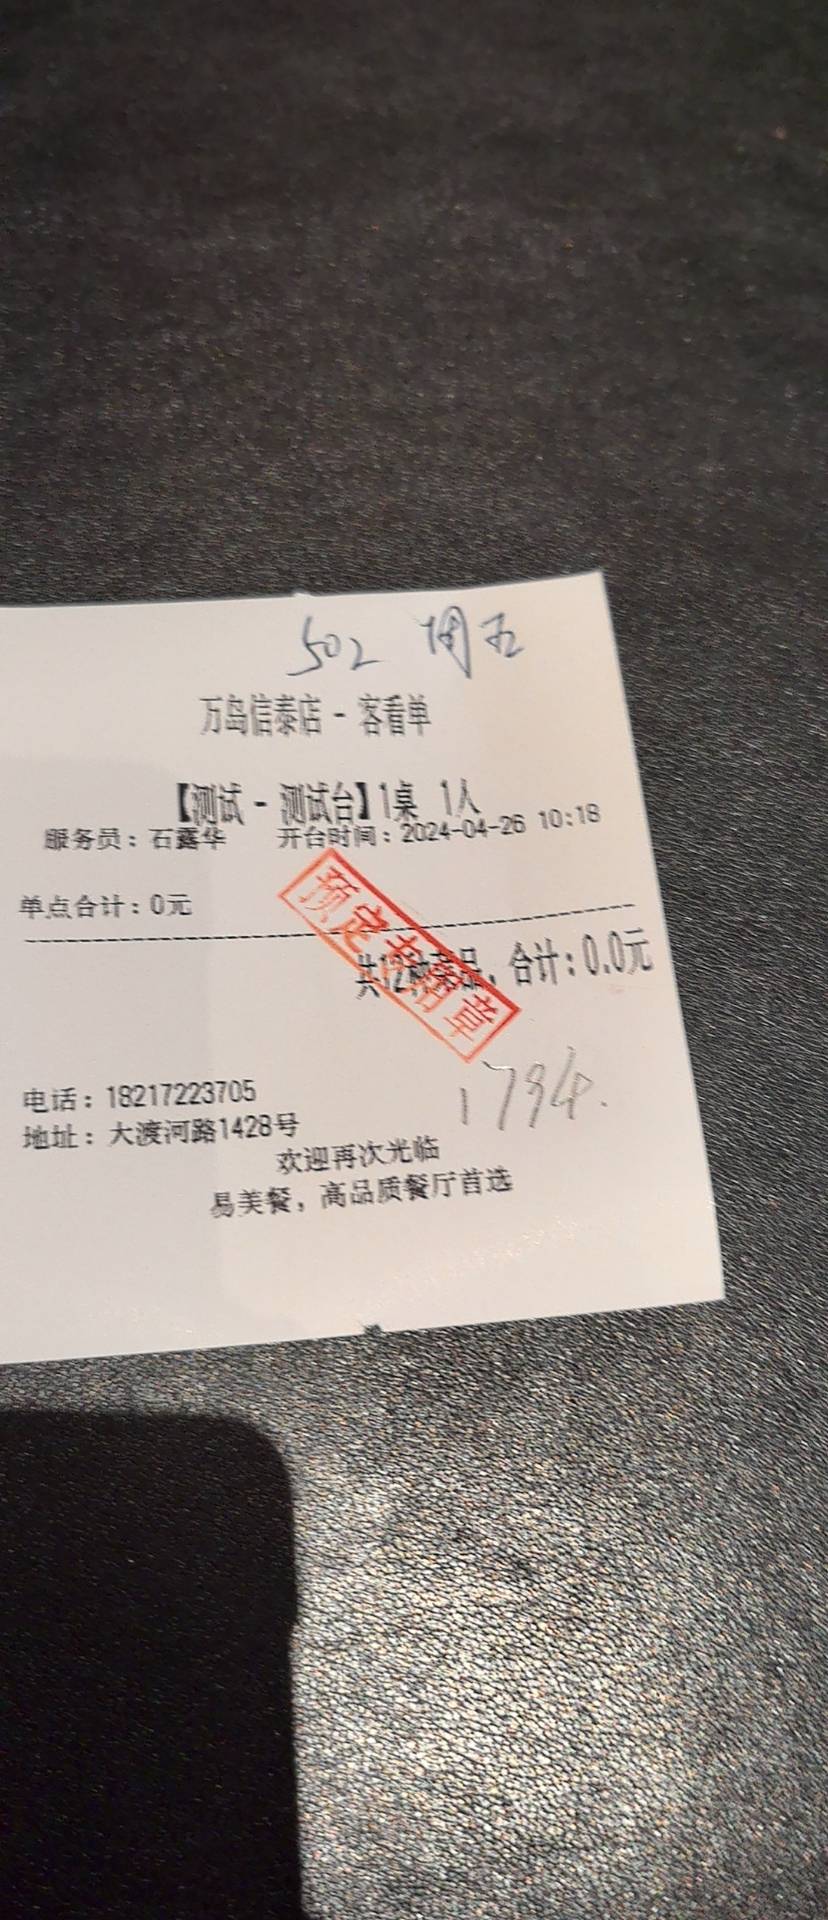 502 周五
万岛信泰店 - 客看单
【测试 - 测试台】1桌 1人
服务员：石露华 开台时间：2024-04-26 10:18
单点合计：0元
预定专用章
共12种菜品，合计：0.0元
1794.
电话：18217223705
地址：大渡河路1428号
欢迎再次光临
易美餐，高品质餐厅首选